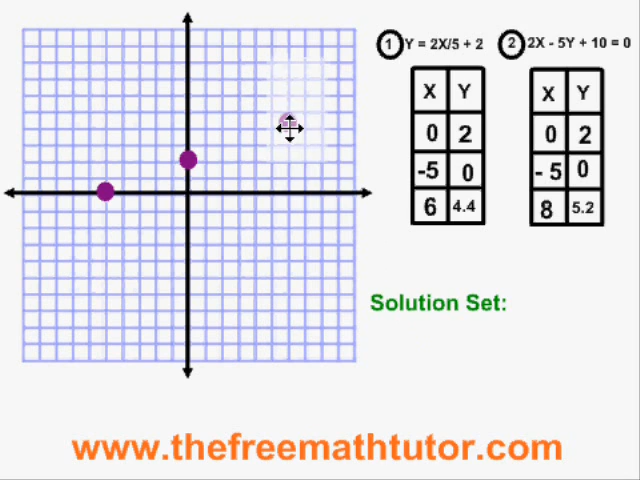 1 Y = 2X/5 + 2
2 2X - 5Y + 10 = 0
X Y
0 2
-5 0
6 4.4
X Y
0 2
- 5 0
8 5.2
Solution Set:
www.thefreemathtutor.com